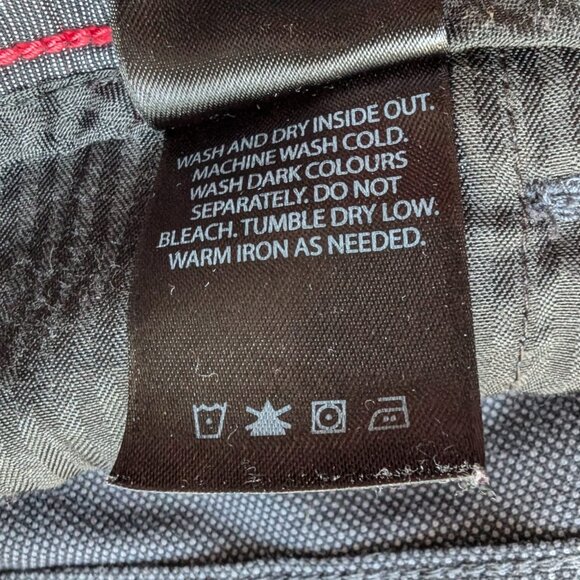 WASH AND DRY INSIDE OUT.
MACHINE WASH COLD.
WASH DARK COLOURS
SEPARATELY. DO NOT
BLEACH. TUMBLE DRY LOW.
WARM IRON AS NEEDED.